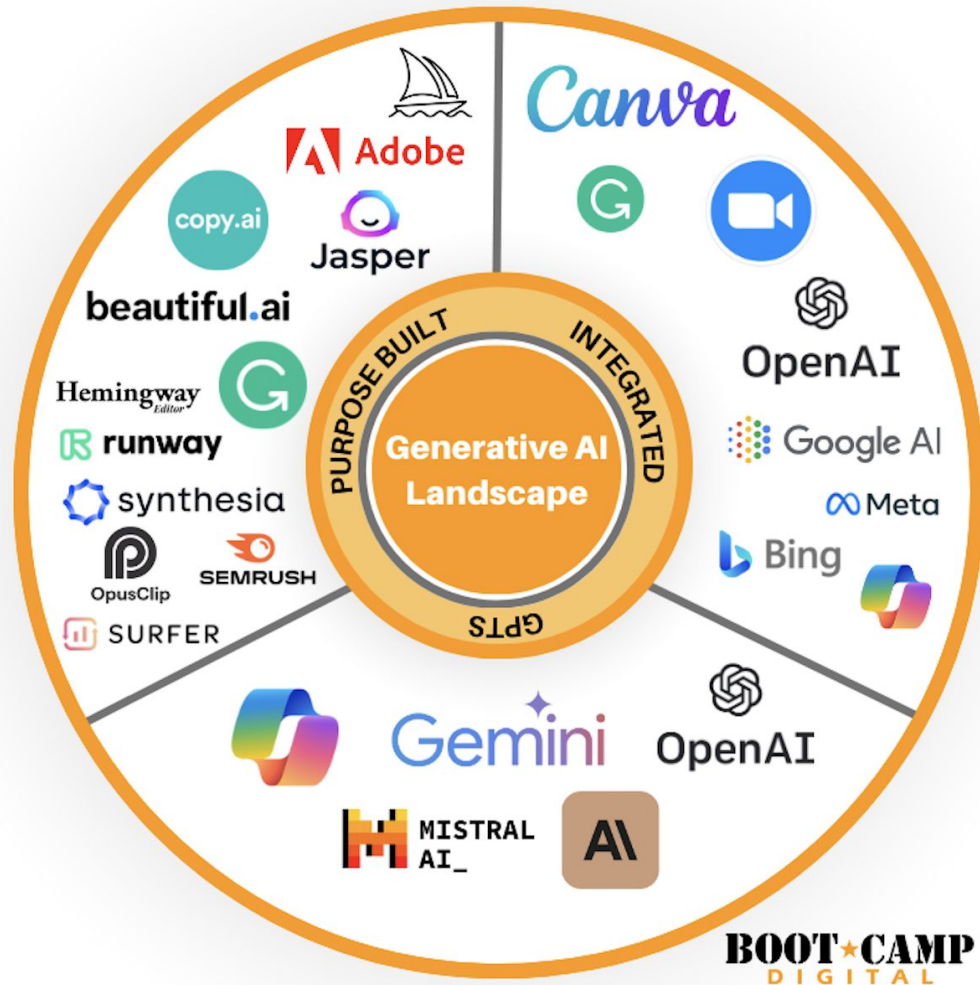 Canva
Adobe
copy.ai
Jasper
beautiful.ai
OpenAI
Hemingway
Editor
runway
Google AI
synthesia
Meta
OpusClip
SEMRUSH
Bing
SURFER
PURPOSE BUILT
INTEGRATED
GPTS
Generative AI
Landscape
Gemini
OpenAI
MISTRAL
AI_
A\
BOOT★CAMP
DIGITAL